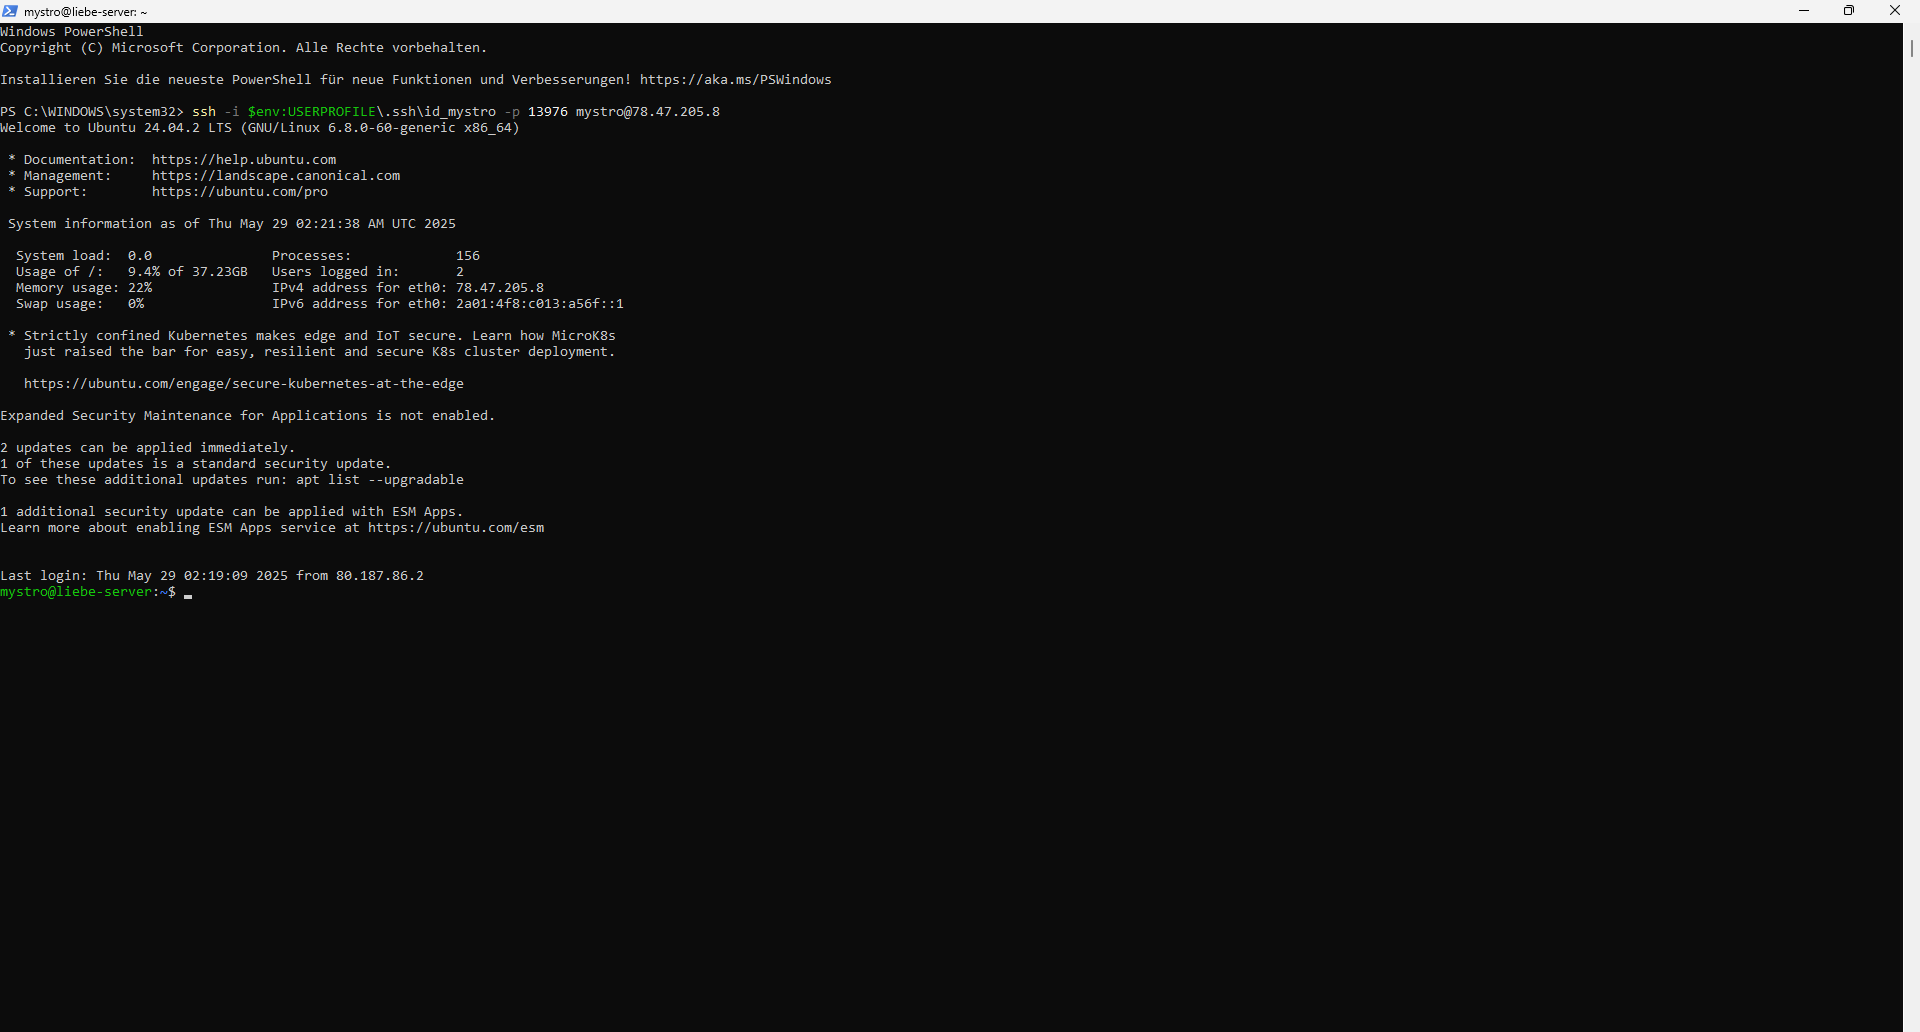 mystro@liebe-server: ~
Windows PowerShell
Copyright (C) Microsoft Corporation. Alle Rechte vorbehalten.
Installieren Sie die neueste PowerShell für neue Funktionen und Verbesserungen! https://aka.ms/PSWindows
PS C:\WINDOWS\system32> ssh -i $env:USERPROFILE\.ssh\id_mystro -p 13976 mystro@78.47.205.8
Welcome to Ubuntu 24.04.2 LTS (GNU/Linux 6.8.0-60-generic x86_64)
* Documentation:  https://help.ubuntu.com
* Management:     https://landscape.canonical.com
* Support:        https://ubuntu.com/pro
System information as of Thu May 29 02:21:38 AM UTC 2025
System load:  0.0               Processes:             156
Usage of /:   9.4% of 37.23GB   Users logged in:       2
Memory usage: 22%               IPv4 address for eth0: 78.47.205.8
Swap usage:   0%                IPv6 address for eth0: 2a01:4f8:c013:a56f::1
* Strictly confined Kubernetes makes edge and IoT secure. Learn how MicroK8s
just raised the bar for easy, resilient and secure K8s cluster deployment.
https://ubuntu.com/engage/secure-kubernetes-at-the-edge
Expanded Security Maintenance for Applications is not enabled.
2 updates can be applied immediately.
1 of these updates is a standard security update.
To see these additional updates run: apt list --upgradable
1 additional security update can be applied with ESM Apps.
Learn more about enabling ESM Apps service at https://ubuntu.com/esm
Last login: Thu May 29 02:19:09 2025 from 80.187.86.2
mystro@liebe-server:~$ _